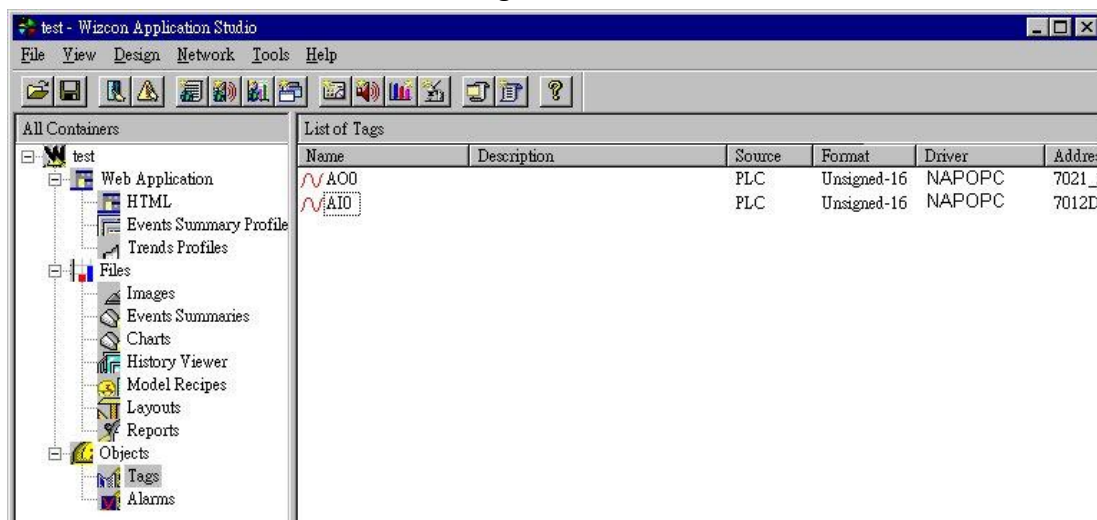 test - Wizcon Application Studio
File View Design Network Tools Help
All Containers
List of Tags
Name Description Source Format Driver Addre
AO0 PLC Unsigned-16 NAPOPC 7021_
AI0 PLC Unsigned-16 NAPOPC 7012D
test
Web Application
HTML
Events Summary Profile
Trends Profiles
Files
Images
Events Summaries
Charts
History Viewer
Model Recipes
Layouts
Reports
Objects
Tags
Alarms